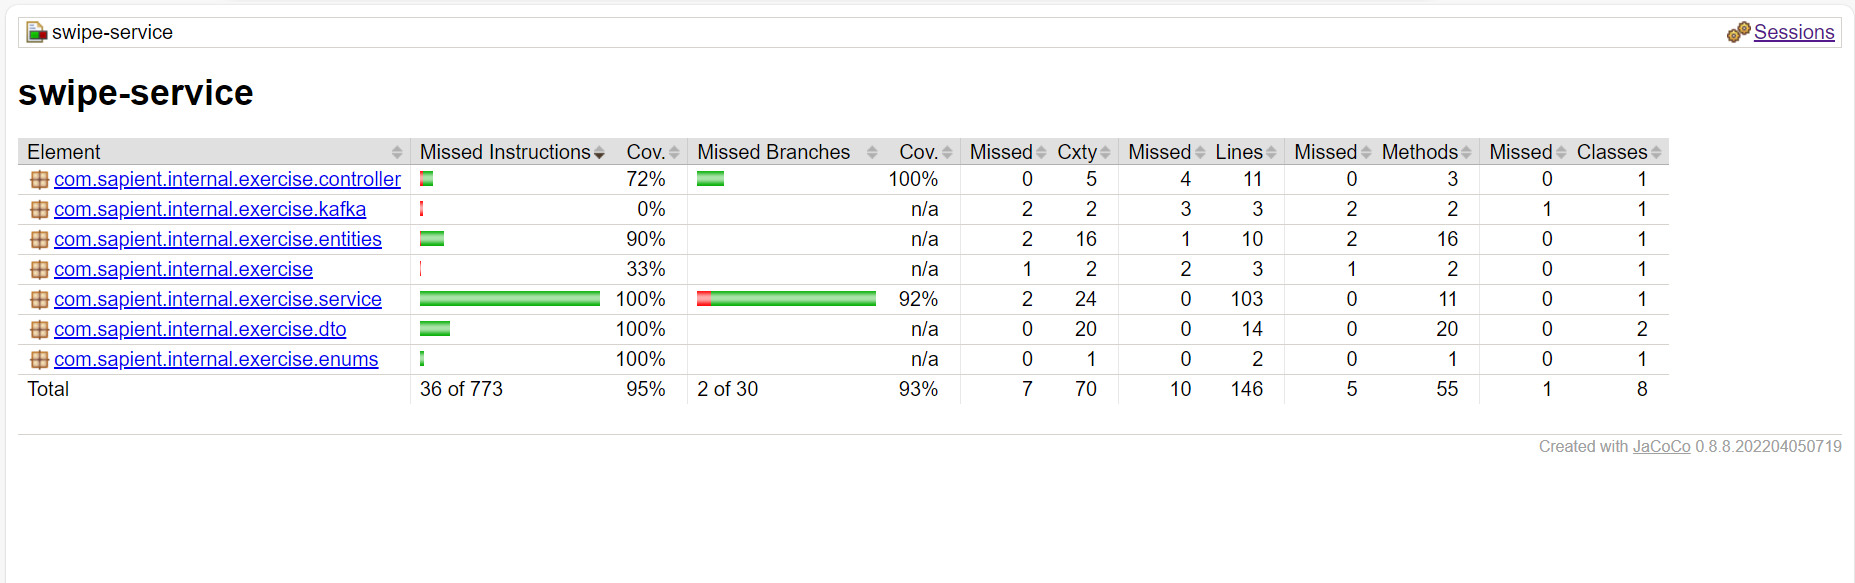 swipe-service Sessions
swipe-service
Element Missed Instructions Cov. Missed Branches Cov. Missed Cxty Missed Lines Missed Methods Missed Classes
com.sapient.internal.exercise.controller 72% 100% 0 5 4 11 0 3 0 1
com.sapient.internal.exercise.kafka 0% n/a 2 2 3 3 2 2 1 1
com.sapient.internal.exercise.entities 90% n/a 2 16 1 10 2 16 0 1
com.sapient.internal.exercise 33% n/a 1 2 2 3 1 2 0 1
com.sapient.internal.exercise.service 100% 92% 2 24 0 103 0 11 0 1
com.sapient.internal.exercise.dto 100% n/a 0 20 0 14 0 20 0 2
com.sapient.internal.exercise.enums 100% n/a 0 1 0 2 0 1 0 1
Total 36 of 773 95% 2 of 30 93% 7 70 10 146 5 55 1 8
Created with JaCoCo 0.8.8.202204050719